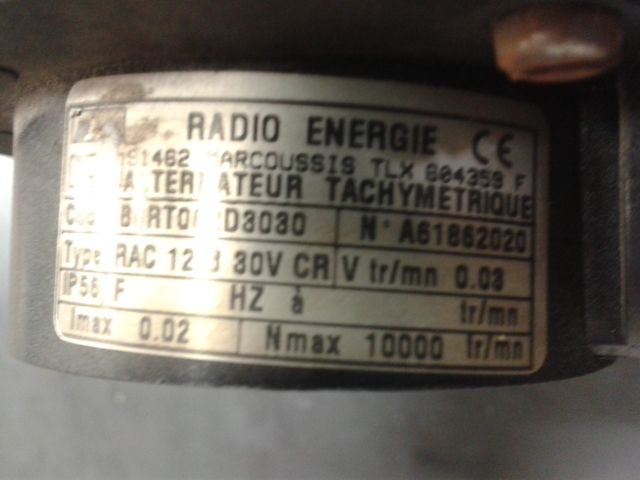 RADIO ENERGIE CE
91462 MARCOUSSIS TLX 604359 F
ALTERNATEUR TACHYMETRIQUE
N° A61862020
Type RAC 12 30V CR V tr/mn 0.03
IP56 F HZ à tr/mn
Imax 0.02 Nmax 10000 tr/mn